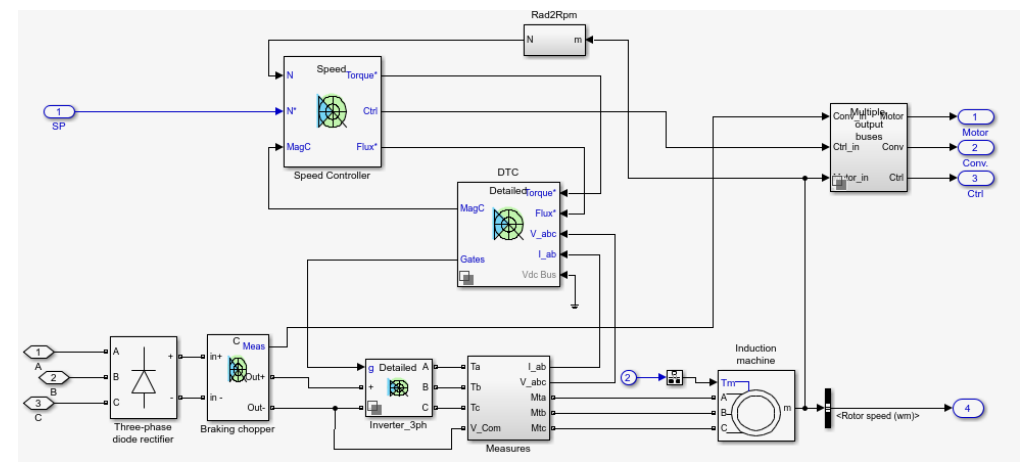 Rad2Rpm
N
m
Speed
N
Torque*
1
SP
N*
Ctrl
MagC
Flux*
Speed Controller
Conv_in
Motor
Multiple
output
buses
Ctrl_in
Conv
Ctrl
1
Motor
2
Conv.
3
Ctrl
DTC
Detailed
Torque*
MagC
Flux*
V_abc
I_ab
Gates
Vdc Bus
C
Meas
in+
Out+
in -
Out-
Braking chopper
1
A
2
B
3
C
A
B
C
+
-
Three-phase
diode rectifier
g
Detailed
A
+
B
-
C
Inverter_3ph
Ta
I_ab
Tb
V_abc
Mta
Tc
Mtb
V_Com
Mtc
Measures
Induction
machine
2
Tm
A
B
C
m
<Rotor speed (wm)>
4